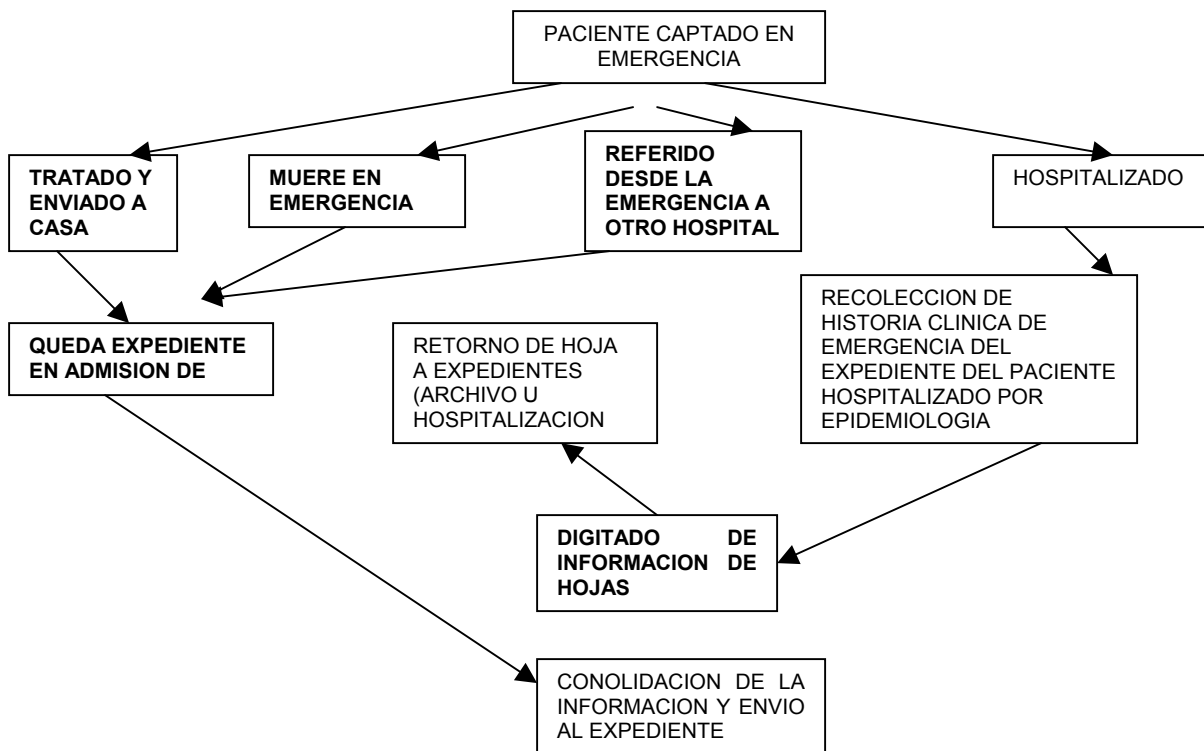 PACIENTE CAPTADO EN
EMERGENCIA
TRATADO Y
ENVIADO A
CASA
MUERE EN
EMERGENCIA
REFERIDO
DESDE LA
EMERGENCIA A
OTRO HOSPITAL
HOSPITALIZADO
QUEDA EXPEDIENTE
EN ADMISION DE
RETORNO DE HOJA
A EXPEDIENTES
(ARCHIVO U
HOSPITALIZACION
RECOLECCION DE
HISTORIA CLINICA DE
EMERGENCIA DEL
EXPEDIENTE DEL PACIENTE
HOSPITALIZADO POR
EPIDEMIOLOGIA
DIGITADO DE
INFORMACION DE
HOJAS
CONOLIDACION DE LA
INFORMACION Y ENVIO
AL EXPEDIENTE